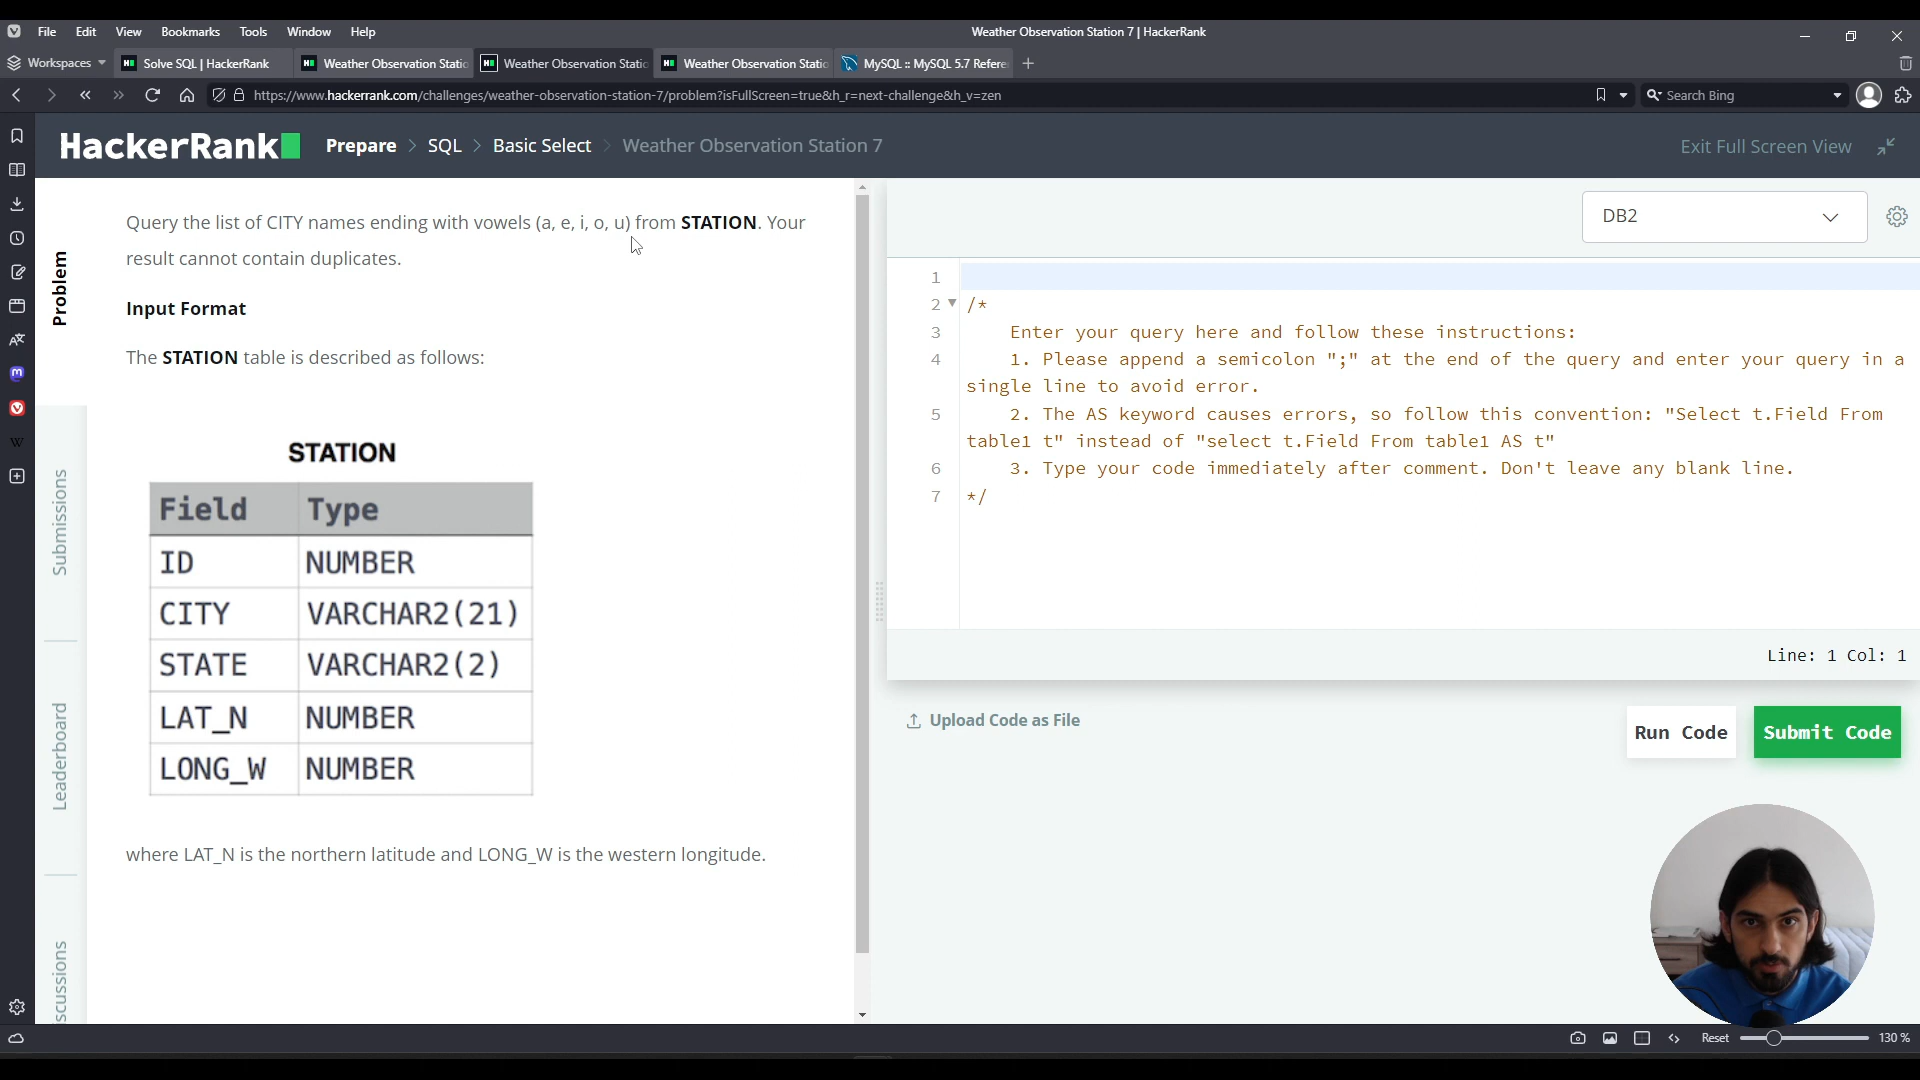 File Edit View Bookmarks Tools Window Help
Weather Observation Station 7 | HackerRank
Workspaces
Solve SQL | HackerRank
Weather Observation Static
Weather Observation Static
Weather Observation Static
MySQL :: MySQL 5.7 Refere
https://www.hackerrank.com/challenges/weather-observation-station-7/problem?isFullScreen=true&h_r=next-challenge&h_v=zen
Search Bing
HackerRank
Prepare > SQL > Basic Select > Weather Observation Station 7
Exit Full Screen View
Problem
Submissions
Leaderboard
scussions
Query the list of CITY names ending with vowels (a, e, i, o, u) from STATION. Your
result cannot contain duplicates.
Input Format
The STATION table is described as follows:
STATION
Field Type
ID NUMBER
CITY VARCHAR2(21)
STATE VARCHAR2(2)
LAT_N NUMBER
LONG_W NUMBER
where LAT_N is the northern latitude and LONG_W is the western longitude.
DB2
1
2 /*
3 Enter your query here and follow these instructions:
4 1. Please append a semicolon ";" at the end of the query and enter your query in a
single line to avoid error.
5 2. The AS keyword causes errors, so follow this convention: "Select t.Field From
table1 t" instead of "select t.Field From table1 AS t"
6 3. Type your code immediately after comment. Don't leave any blank line.
7 */
Line: 1 Col: 1
Upload Code as File
Run Code
Submit Code
Reset
130 %